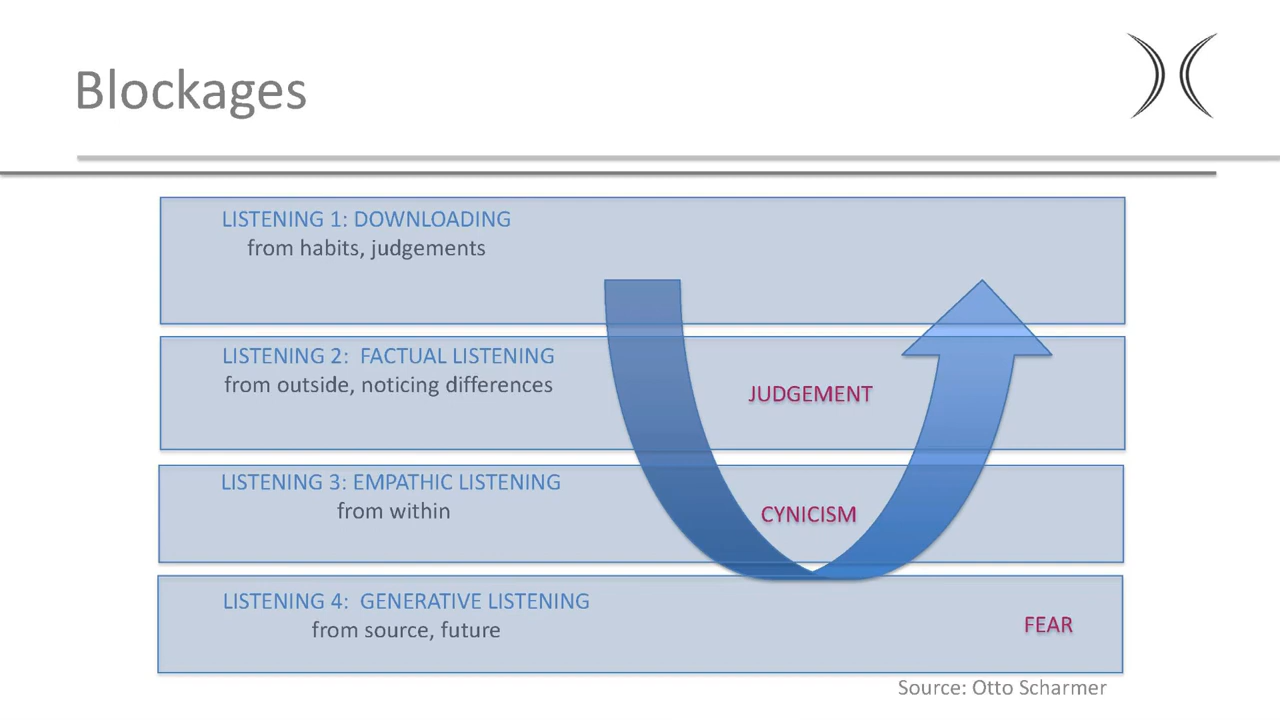 Blockages
LISTENING 1: DOWNLOADING
from habits, judgements
LISTENING 2:  FACTUAL LISTENING
from outside, noticing differences
JUDGEMENT
LISTENING 3: EMPATHIC LISTENING
from within
CYNICISM
LISTENING 4:  GENERATIVE LISTENING
from source, future
FEAR
Source: Otto Scharmer